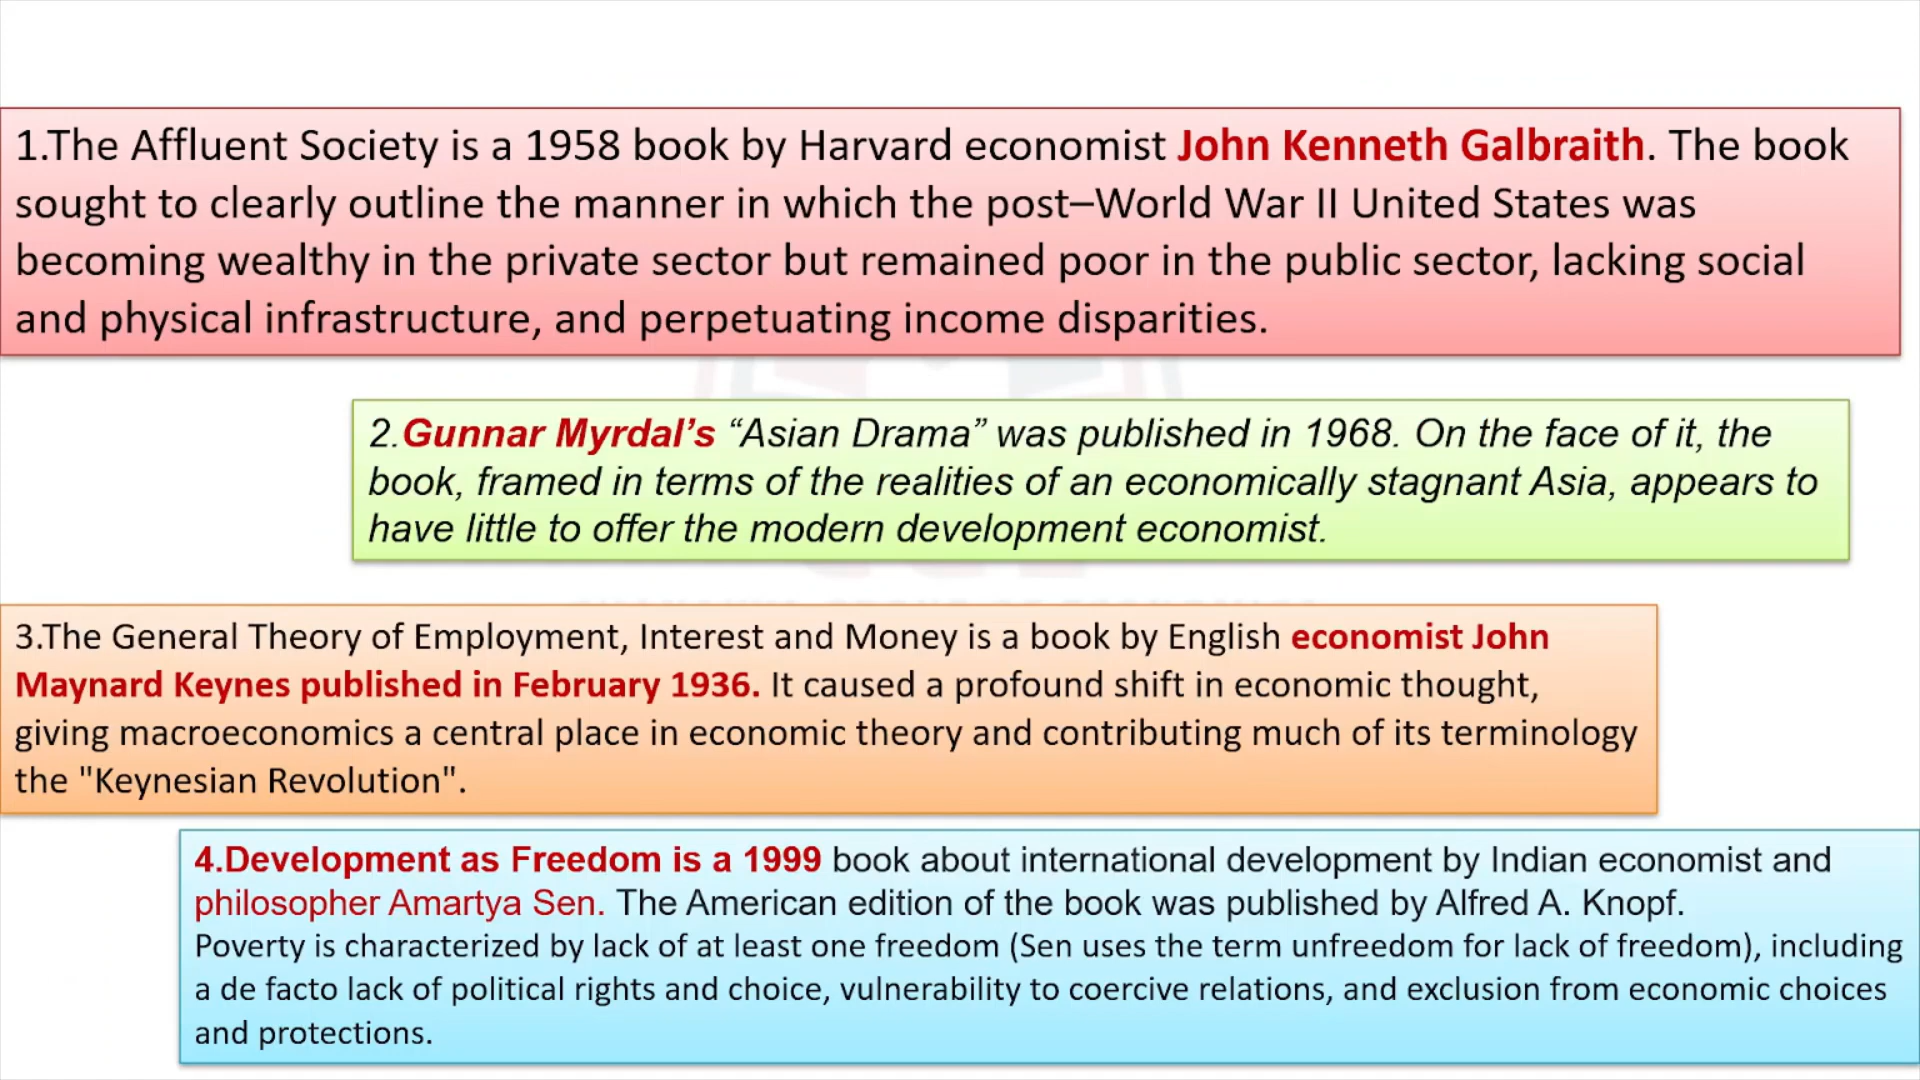 1.The Affluent Society is a 1958 book by Harvard economist John Kenneth Galbraith. The book
sought to clearly outline the manner in which the post–World War II United States was
becoming wealthy in the private sector but remained poor in the public sector, lacking social
and physical infrastructure, and perpetuating income disparities.
2.Gunnar Myrdal’s “Asian Drama” was published in 1968. On the face of it, the
book, framed in terms of the realities of an economically stagnant Asia, appears to
have little to offer the modern development economist.
3.The General Theory of Employment, Interest and Money is a book by English economist John
Maynard Keynes published in February 1936. It caused a profound shift in economic thought,
giving macroeconomics a central place in economic theory and contributing much of its terminology
the "Keynesian Revolution".
4.Development as Freedom is a 1999 book about international development by Indian economist and
philosopher Amartya Sen. The American edition of the book was published by Alfred A. Knopf.
Poverty is characterized by lack of at least one freedom (Sen uses the term unfreedom for lack of freedom), including
a de facto lack of political rights and choice, vulnerability to coercive relations, and exclusion from economic choices
and protections.